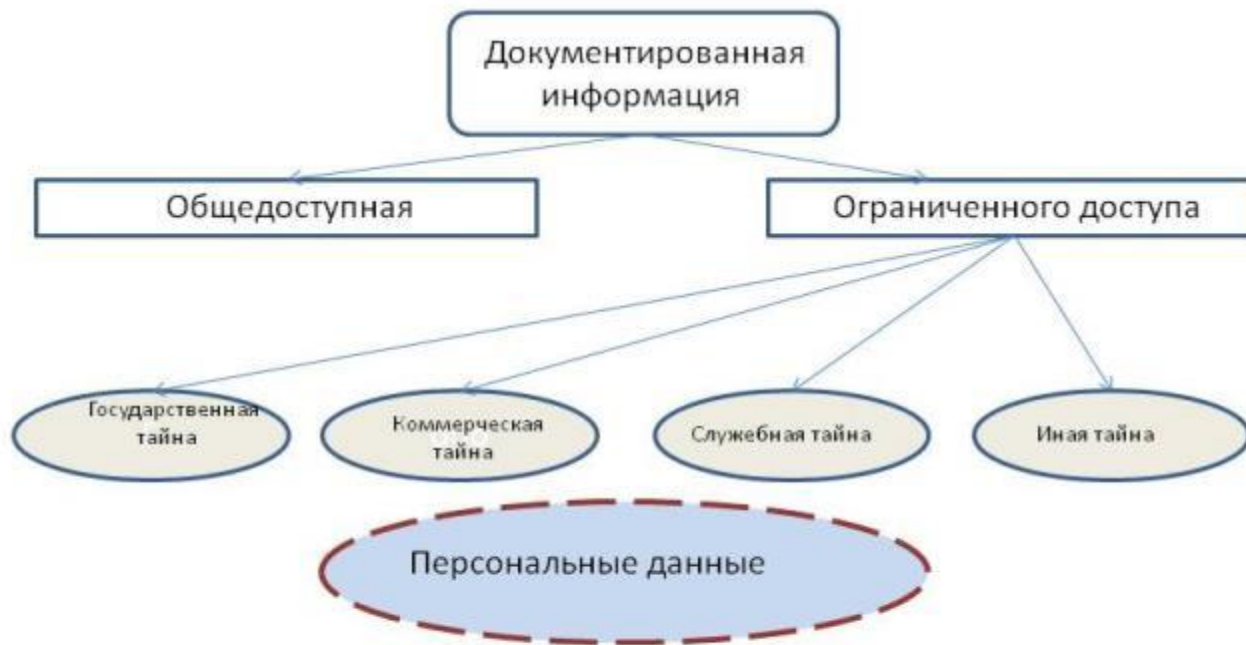 Документированная
информация
Общедоступная
Ограниченного доступа
Государственная
тайна
Коммерческая
тайна
Служебная тайна
Иная тайна
Персональные данные